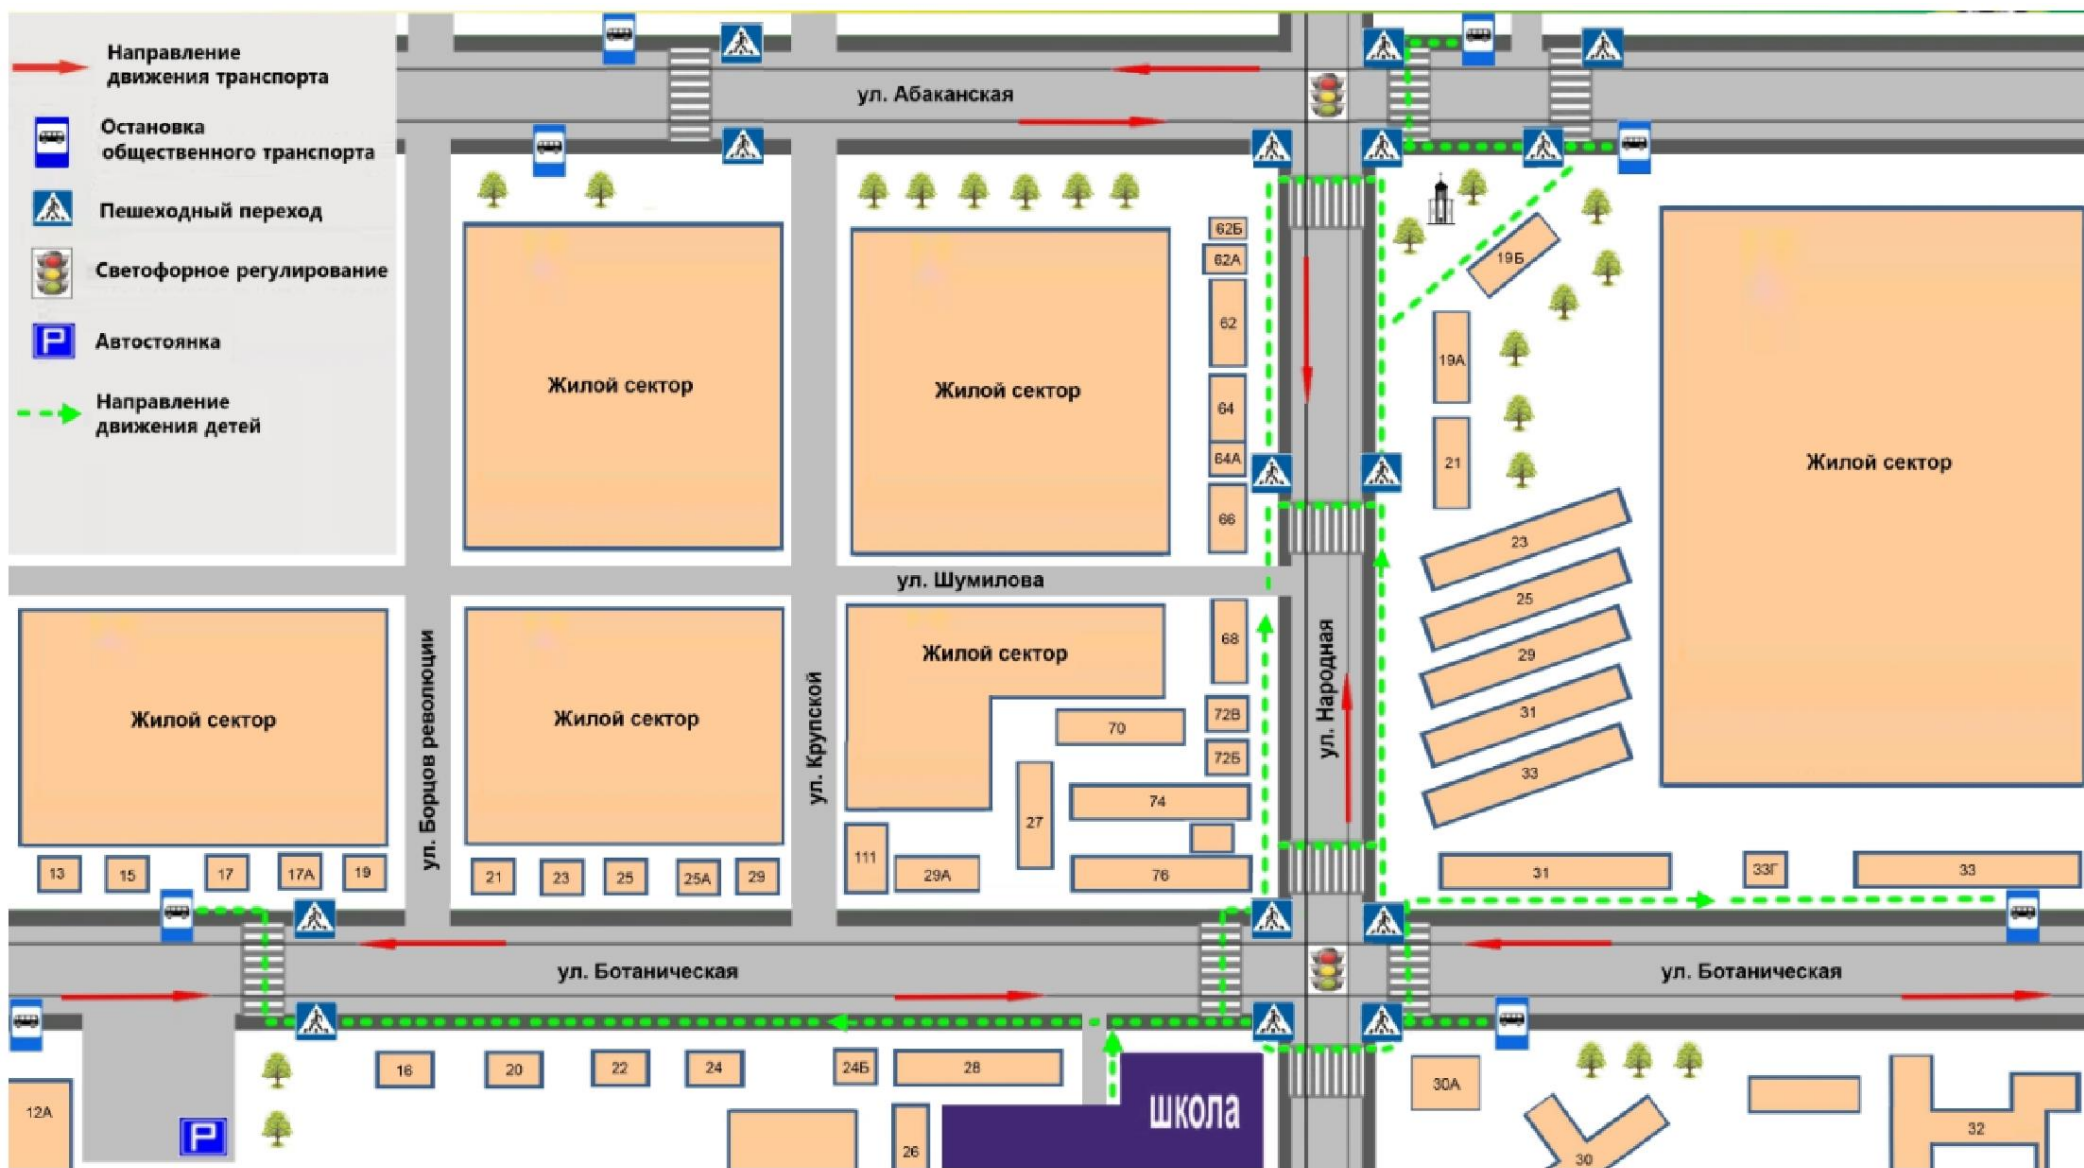 Направление
движения транспорта
Остановка
общественного транспорта
Пешеходный переход
Светофорное регулирование
P
Автостоянка
Направление
движения детей
ул. Абаканская
62Б
62А
19Б
62
19А
Жилой сектор
Жилой сектор
64
64А
21
Жилой сектор
66
23
ул. Шумилова
25
68
Жилой сектор
29
ул. Борцов революции
ул. Крупской
ул. Народная
Жилой сектор
Жилой сектор
72В
31
70
72Б
33
74
27
111
29А
76
13
15
17
17А
19
21
23
25
25А
29
31
33Г
33
ул. Ботаническая
ул. Ботаническая
16
20
22
24
24Б
28
30А
12А
школа
P
26
30
32